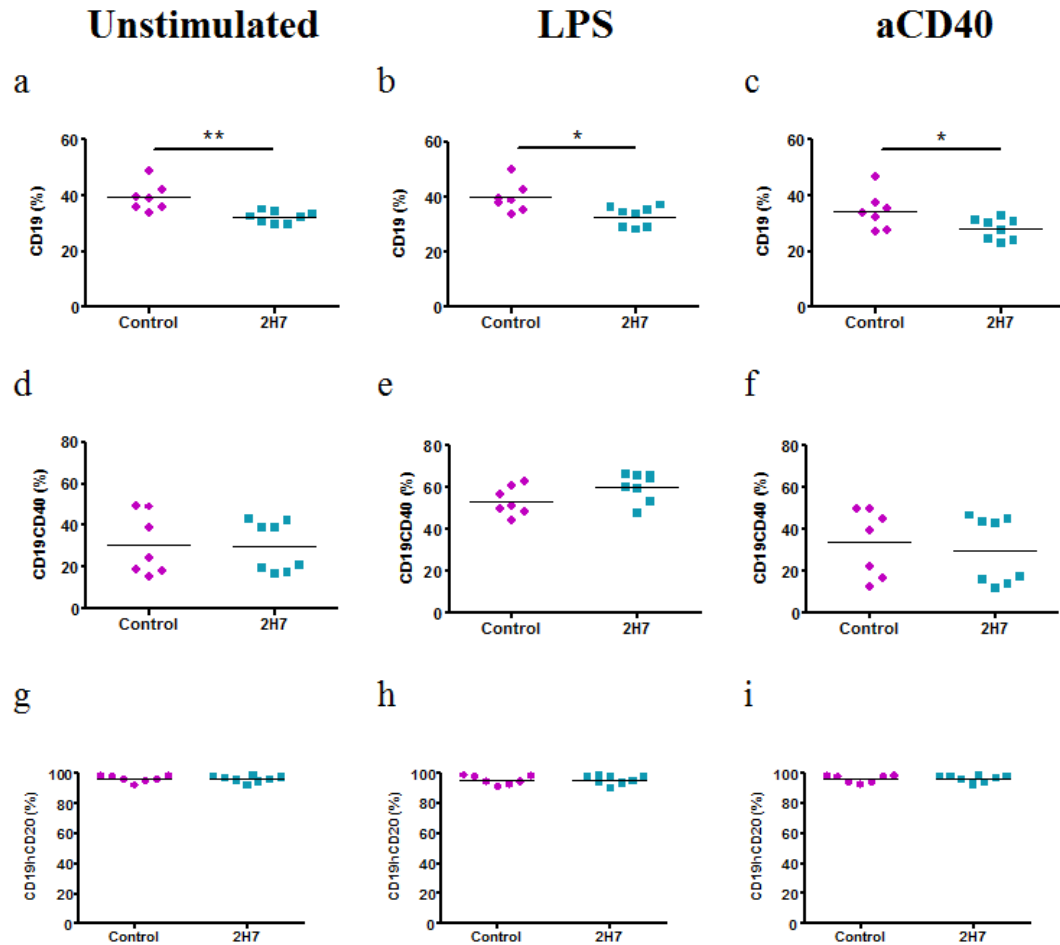 Unstimulated LPS aCD40
a b c
** * *
60 60 60
40 40 40
20 20 20
0 0 0
CD19 (%) CD19 (%) CD19 (%)
Control 2H7 Control 2H7 Control 2H7
d e f
80 80 80
60 60 60
40 40 40
20 20 20
0 0 0
CD19CD40 (%) CD19CD40 (%) CD19CD40 (%)
Control 2H7 Control 2H7 Control 2H7
g h i
100 100 100
80 80 80
60 60 60
40 40 40
20 20 20
0 0 0
CD19hCD20 (%) CD19hCD20 (%) CD19hCD20 (%)
Control 2H7 Control 2H7 Control 2H7